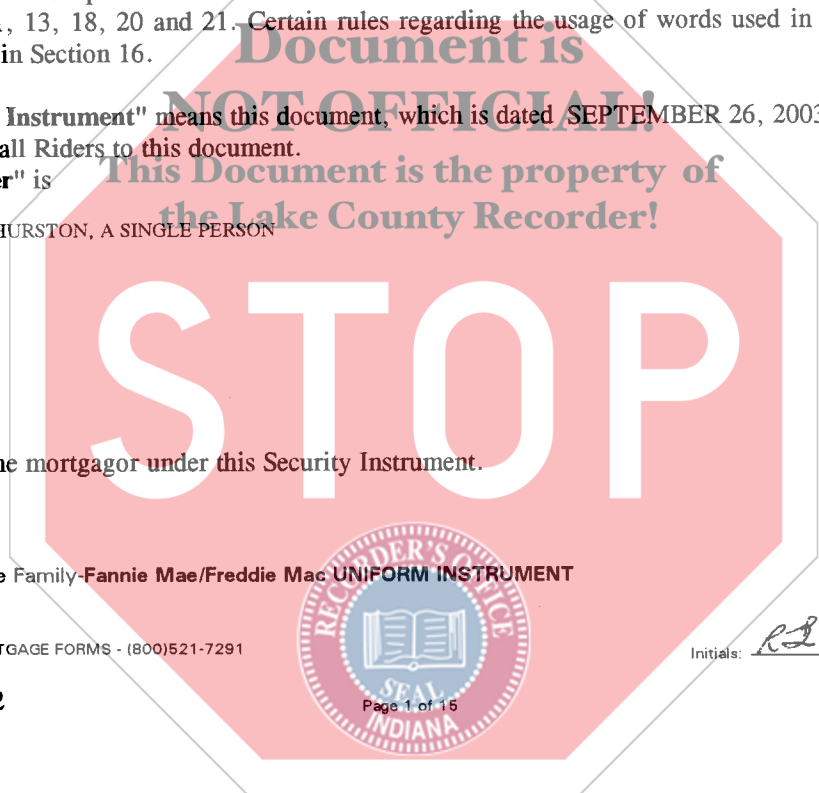 , 13, 18, 20 and 21. Certain rules regarding the usage of words used in
in Section 16.
Document is
NOT OFFICIAL!
This Document is the property of
the Lake County Recorder!
Instrument" means this document, which is dated SEPTEMBER 26, 2003
all Riders to this document.
er" is
HURSTON, A SINGLE PERSON
STOP
he mortgagor under this Security Instrument.
e Family-Fannie Mae/Freddie Mac UNIFORM INSTRUMENT
RECORDER'S OFFICE
TGAGE FORMS - (800)521-7291
Initials:
SEAL
2
Page 1 of 15
INDIANA